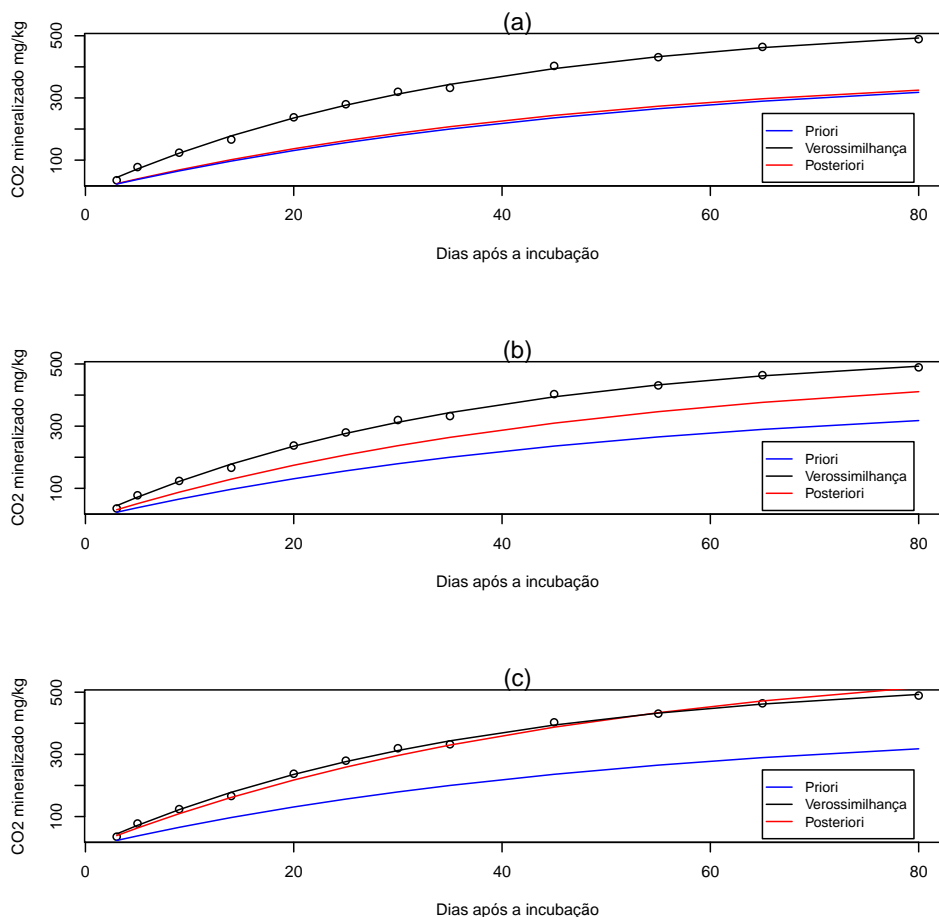 (a)
CO2 mineralizado mg/kg
500
300
100
Priori
Verossimilhança
Posteriori
0 20 40 60 80
Dias após a incubação
(b)
CO2 mineralizado mg/kg
500
300
100
Priori
Verossimilhança
Posteriori
0 20 40 60 80
Dias após a incubação
(c)
CO2 mineralizado mg/kg
500
300
100
Priori
Verossimilhança
Posteriori
0 20 40 60 80
Dias após a incubação